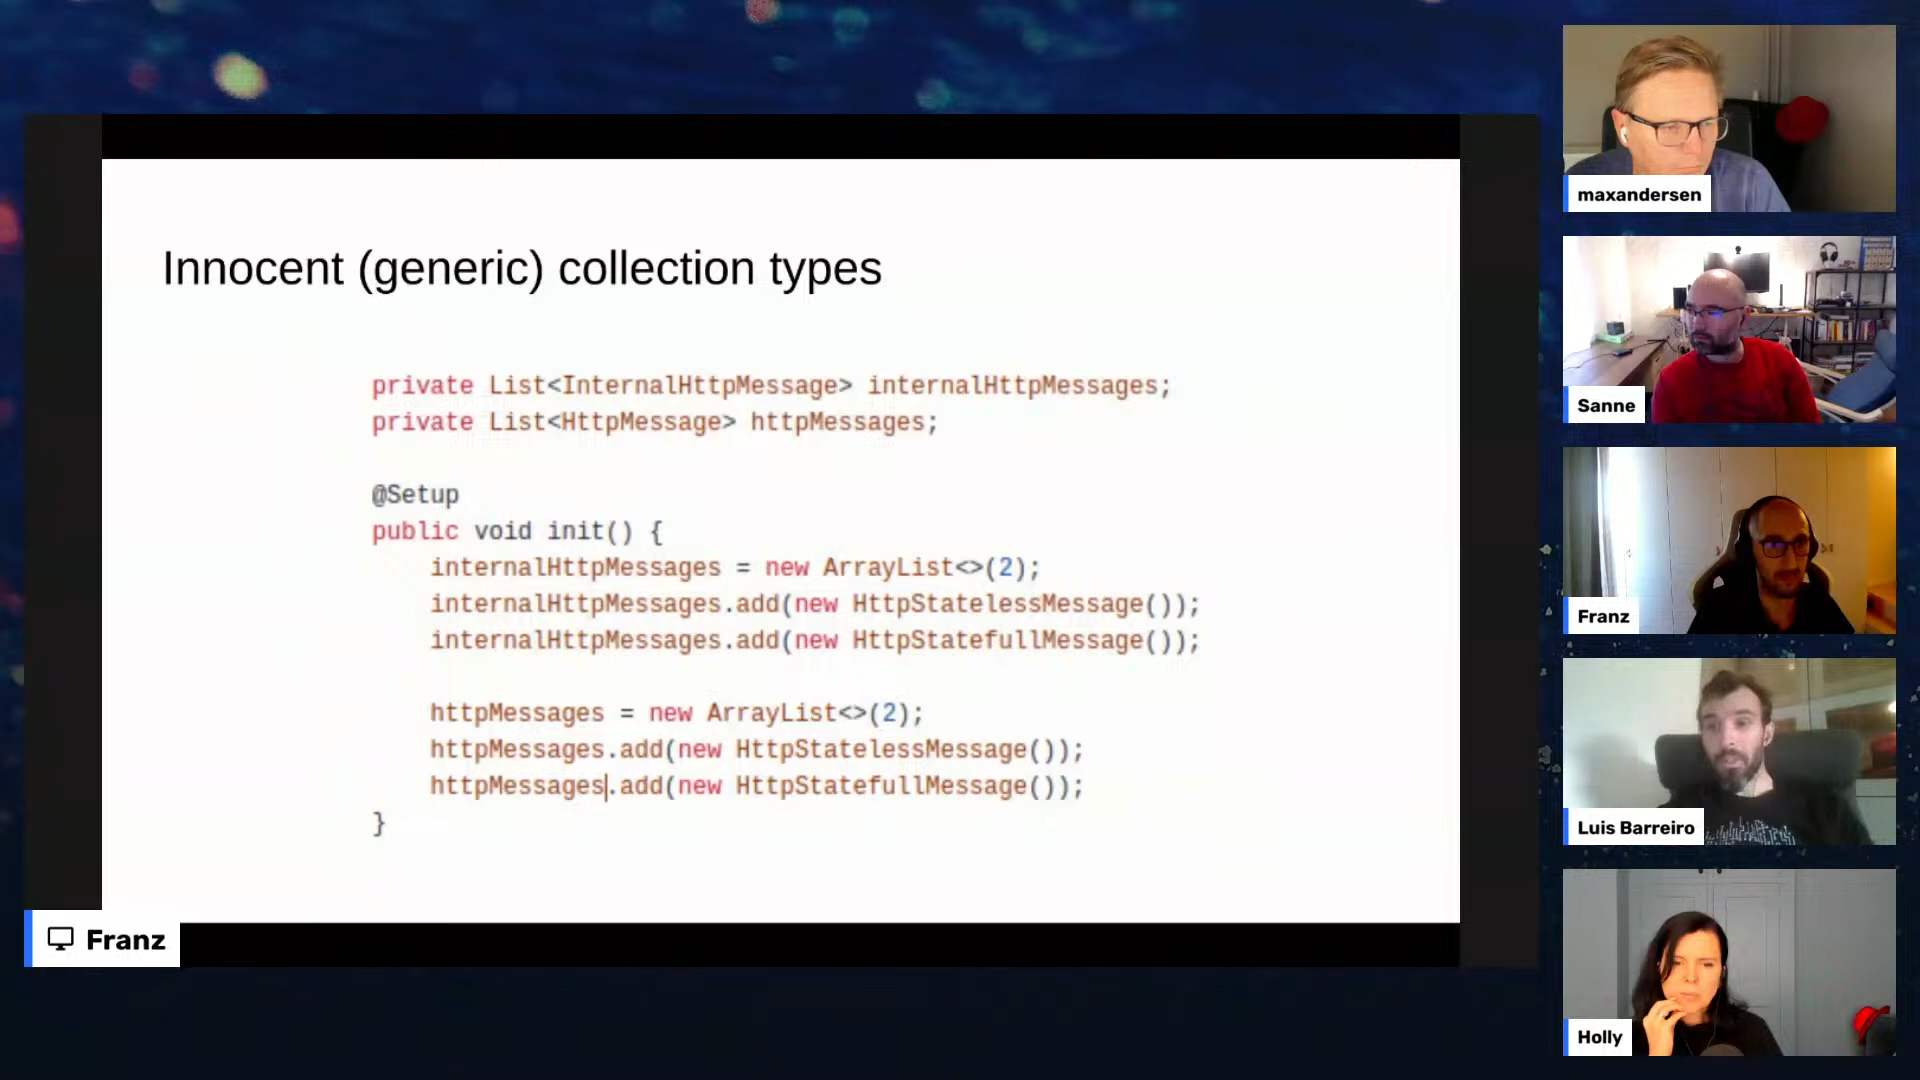 Innocent (generic) collection types
private List<InternalHttpMessage> internalHttpMessages;
private List<HttpMessage> httpMessages;
@Setup
public void init() {
internalHttpMessages = new ArrayList<>(2);
internalHttpMessages.add(new HttpStatelessMessage());
internalHttpMessages.add(new HttpStatefullMessage());
httpMessages = new ArrayList<>(2);
httpMessages.add(new HttpStatelessMessage());
httpMessages.add(new HttpStatefullMessage());
}
Franz
maxandersen
Sanne
Franz
Luis Barreiro
Holly